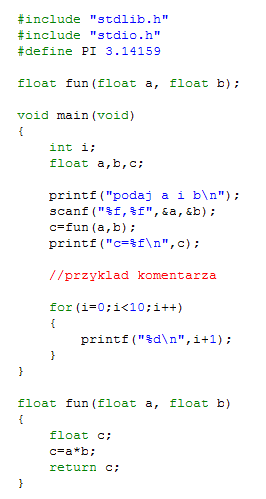 #include "stdlib.h"
#include "stdio.h"
#define PI 3.14159

float fun(float a, float b);

void main(void)
{
    int i;
    float a,b,c;

    printf("podaj a i b\n");
    scanf("%f,%f",&a,&b);
    c=fun(a,b);
    printf("c=%f\n",c);

    //przyklad komentarza

    for(i=0;i<10;i++)
    {
        printf("%d\n",i+1);
    }
}

float fun(float a, float b)
{
    float c;
    c=a*b;
    return c;
}